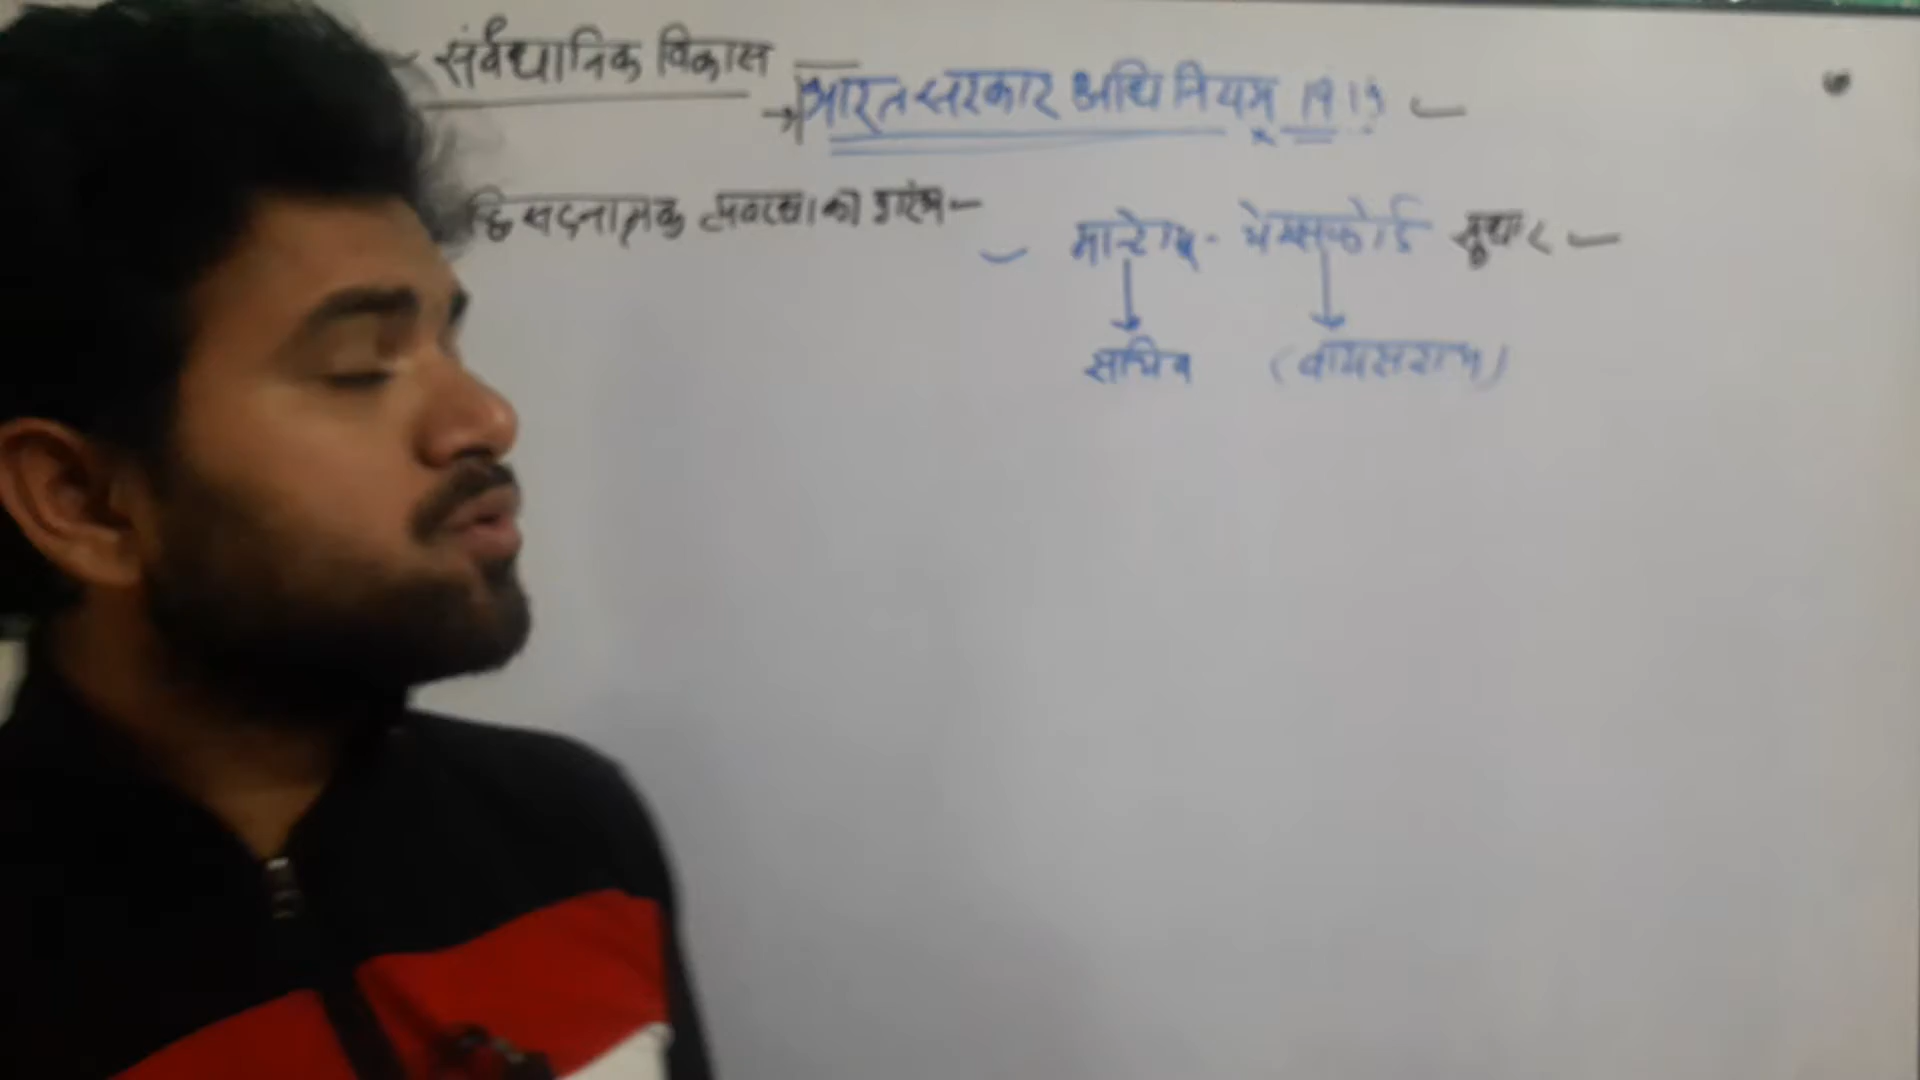 संवैधानिक विकास
→ भारत सरकार अधिनियम 1919
द्विसदनात्मक व्यवस्था का प्रारंभ -
मान्टेग्यू - चेम्सफोर्ड सुधार -
सचिव (वायसराय)